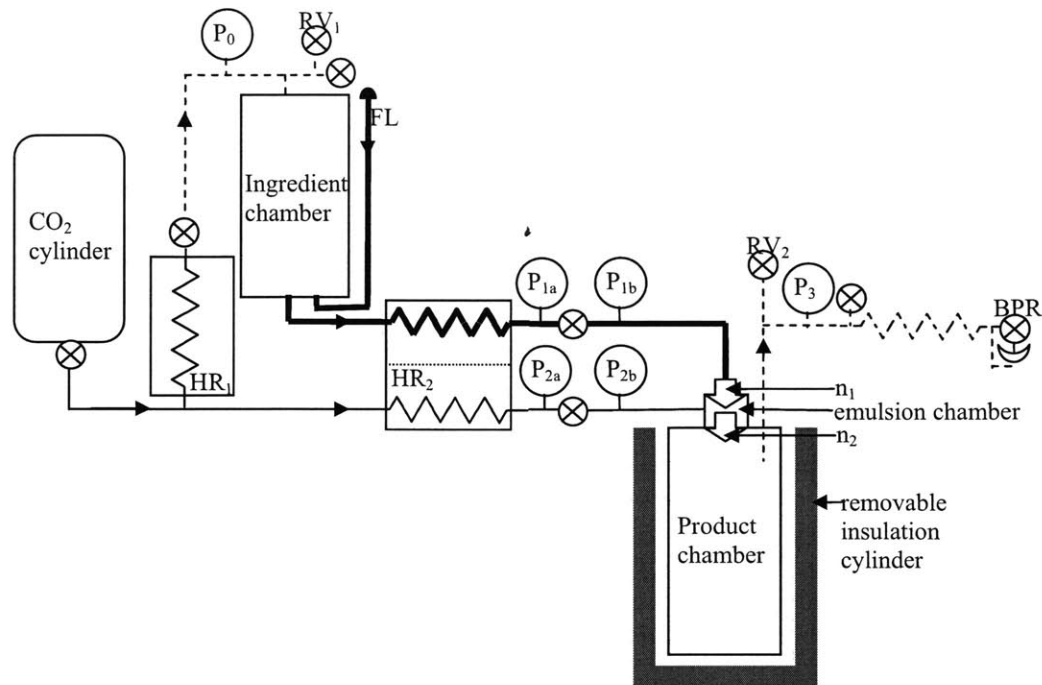 P0
RV1
FL
CO2
cylinder
Ingredient
chamber
HR1
P1a
P1b
HR2
P2a
P2b
RV2
P3
BPR
n1
emulsion chamber
n2
Product
chamber
removable
insulation
cylinder